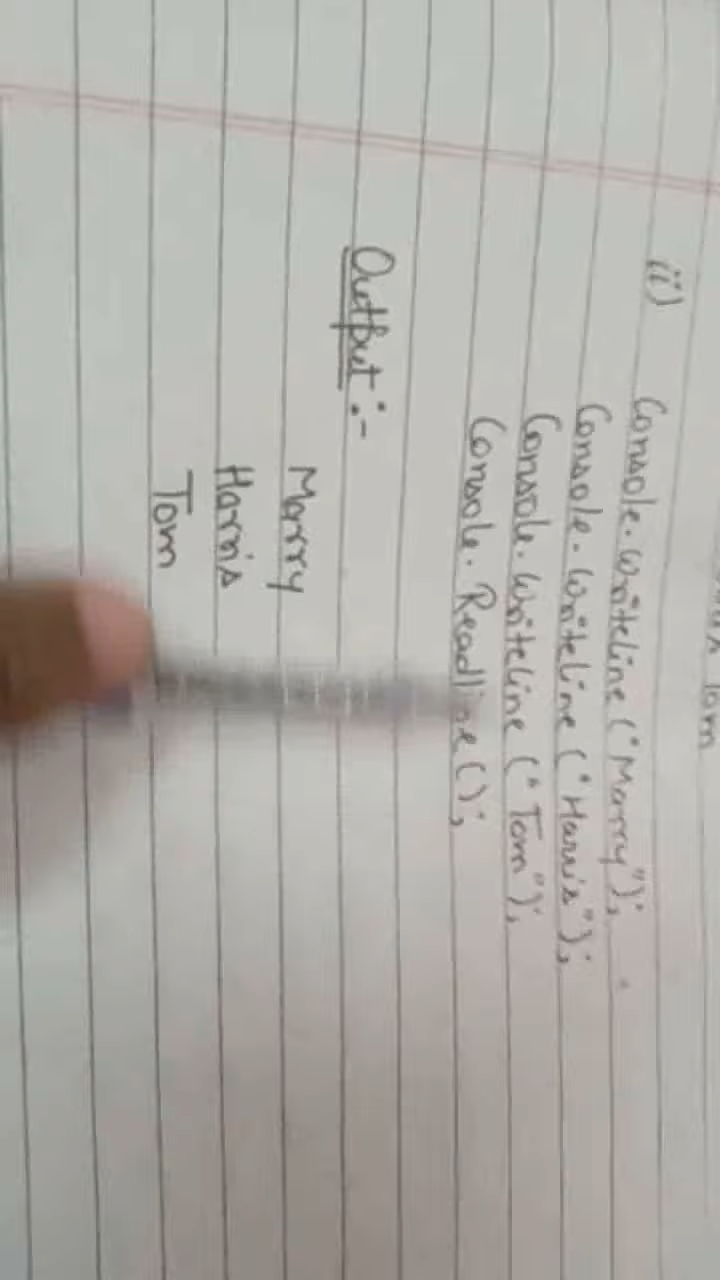 ii) Console.Writeline ("Marry");
Console.Writeline ("Harris");
Console.Writeline ("Tom");
Console.Readline();
Output :-
Marry
Harris
Tom